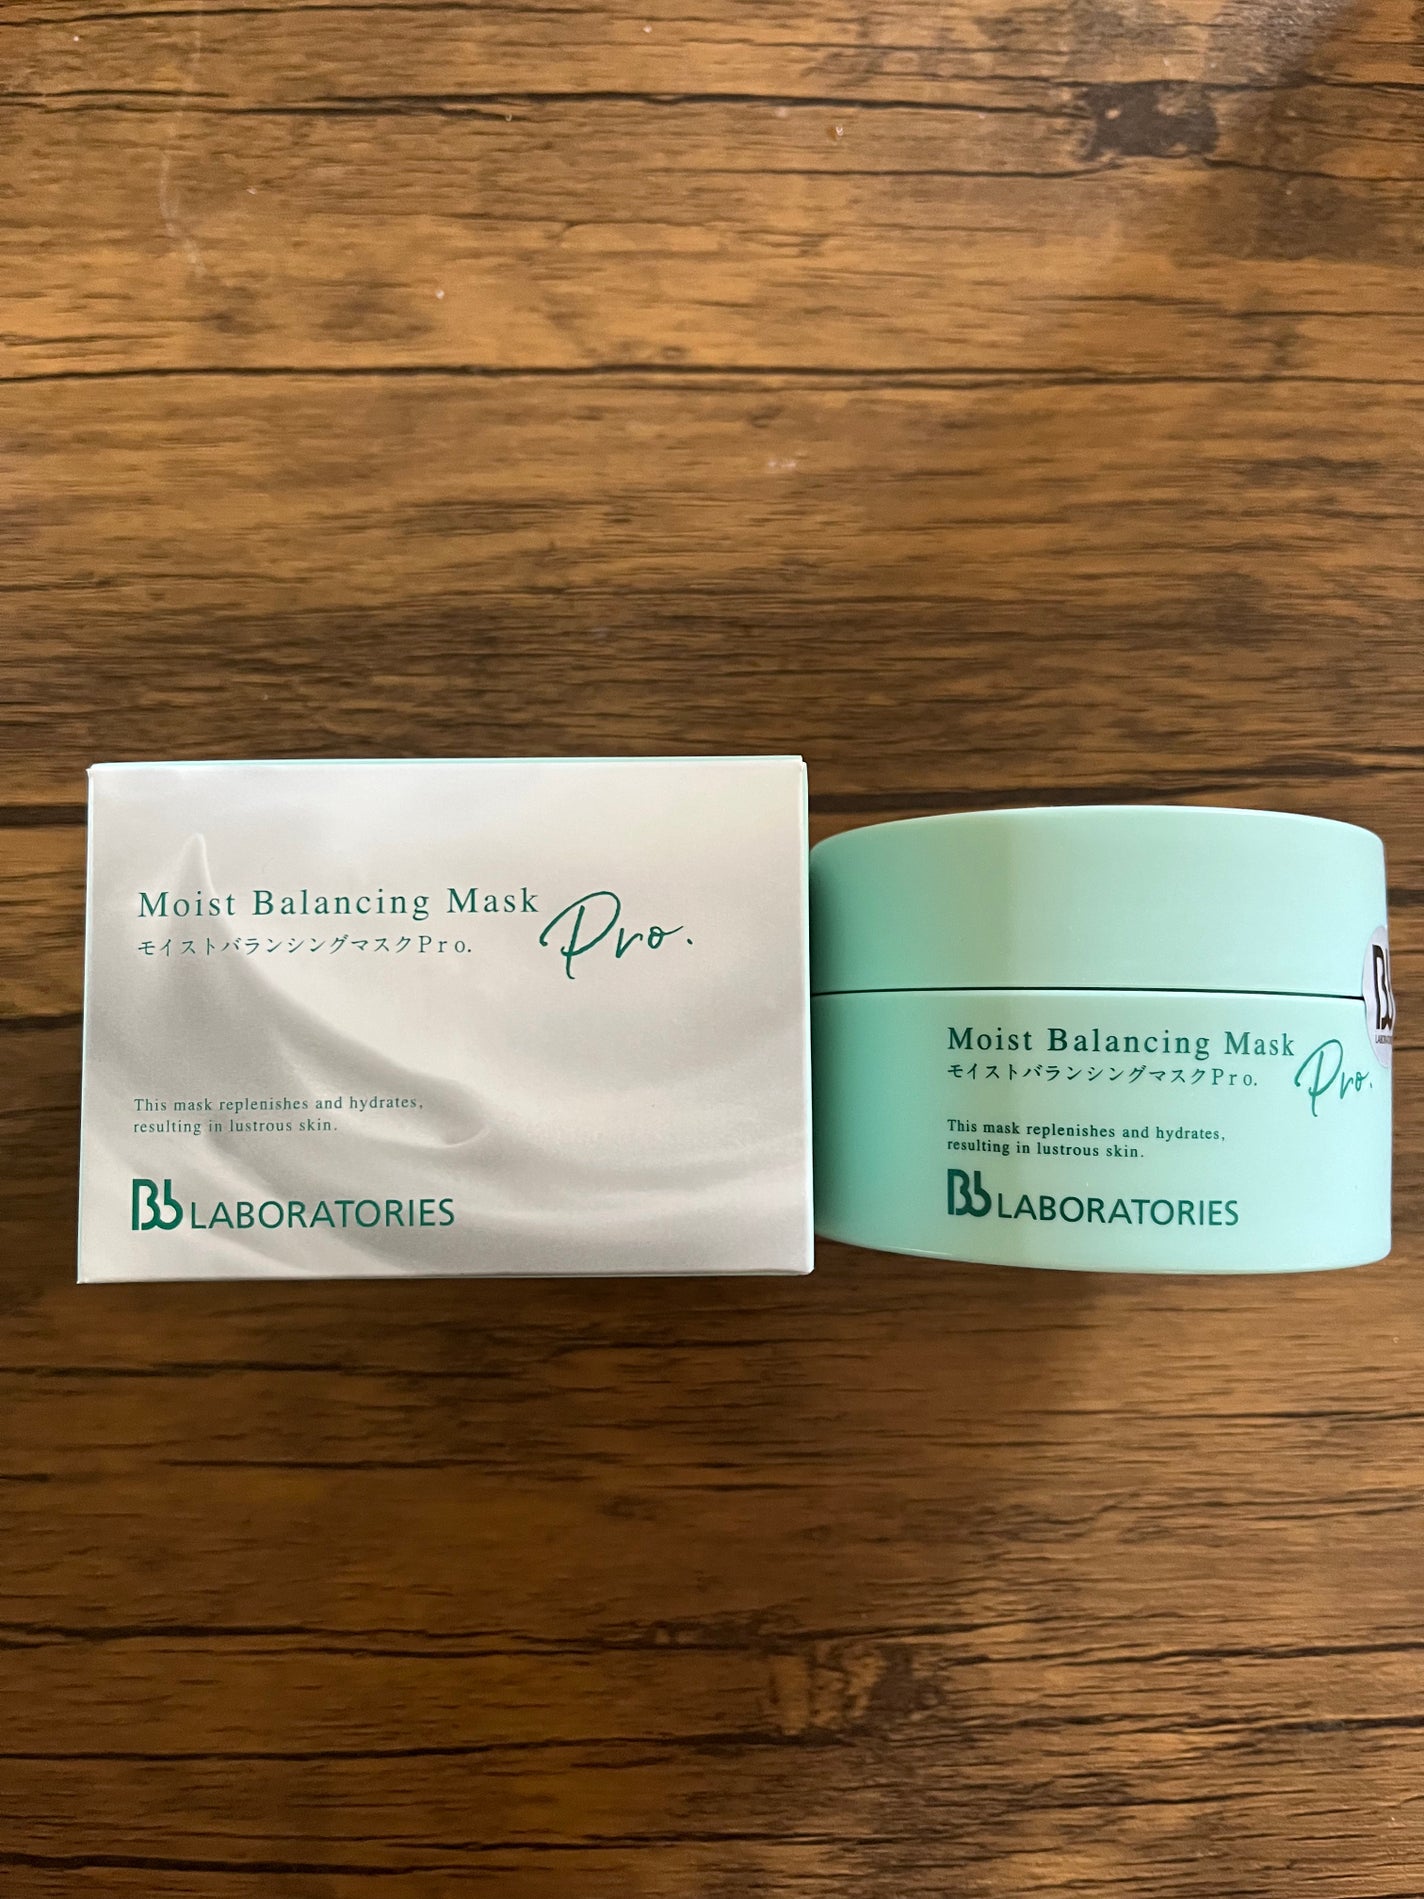 Moist Balancing Mask Pro.
モイストバランシングマスクPro.
This mask replenishes and hydrates,
resulting in lustrous skin.
Bb LABORATORIES
Moist Balancing Mask Pro.
モイストバランシングマスクPro.
This mask replenishes and hydrates,
resulting in lustrous skin.
Bb LABORATORIES